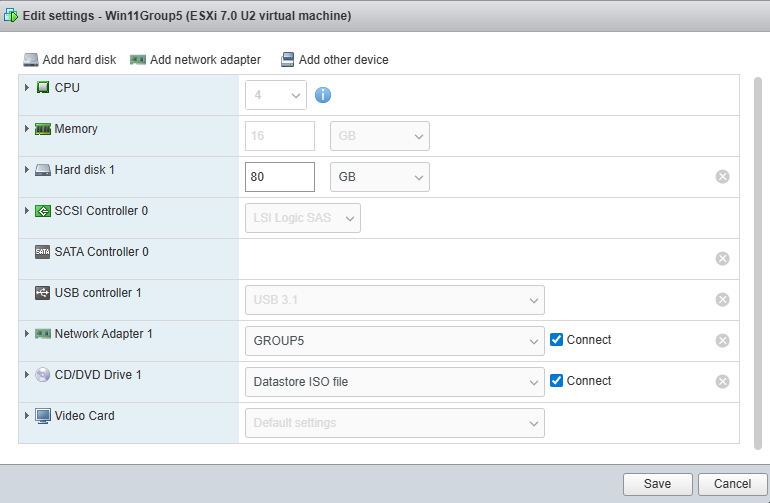 Edit settings - Win11Group5 (ESXi 7.0 U2 virtual machine)
Add hard disk Add network adapter Add other device
CPU 4
Memory 16 GB
Hard disk 1 80 GB
SCSI Controller 0 LSI Logic SAS
SATA SATA Controller 0
USB controller 1 USB 3.1
Network Adapter 1 GROUP5 Connect
CD/DVD Drive 1 Datastore ISO file Connect
Video Card Default settings
Save Cancel